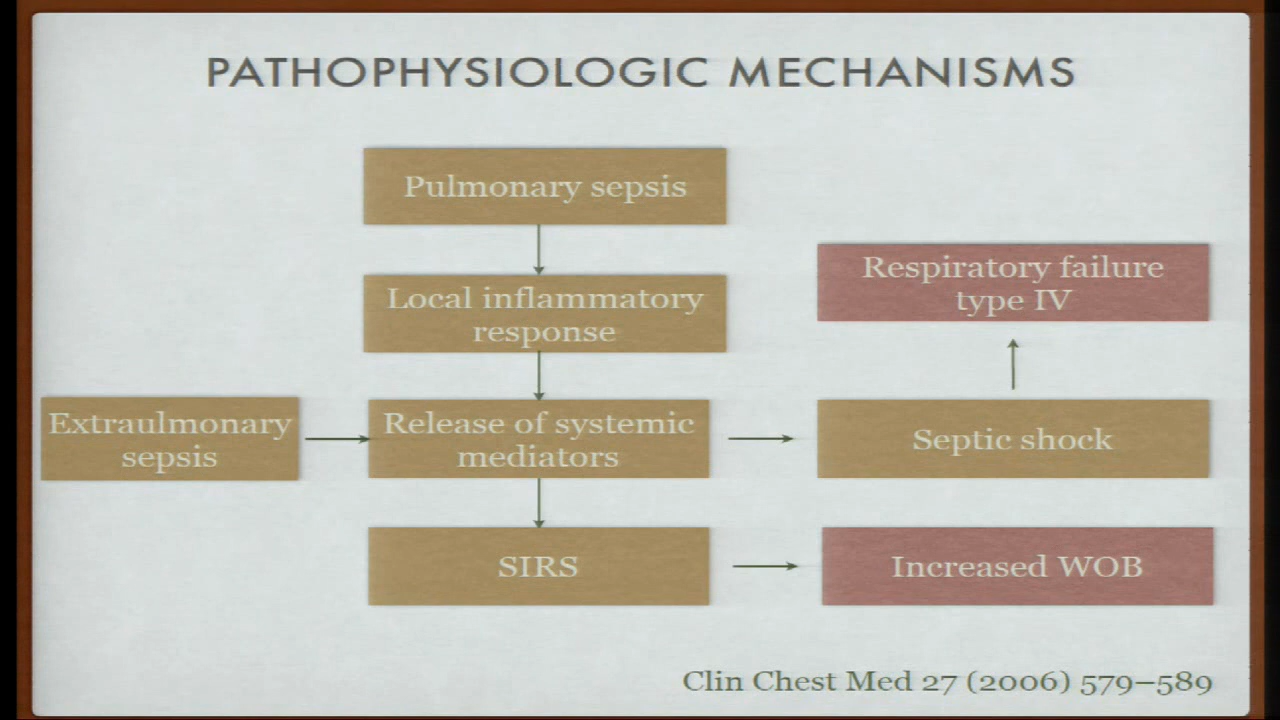 PATHOPHYSIOLOGIC MECHANISMS
Pulmonary sepsis
Local inflammatory
response
Respiratory failure
type IV
Extraulmonary
sepsis
Release of systemic
mediators
Septic shock
SIRS
Increased WOB
Clin Chest Med 27 (2006) 579–589